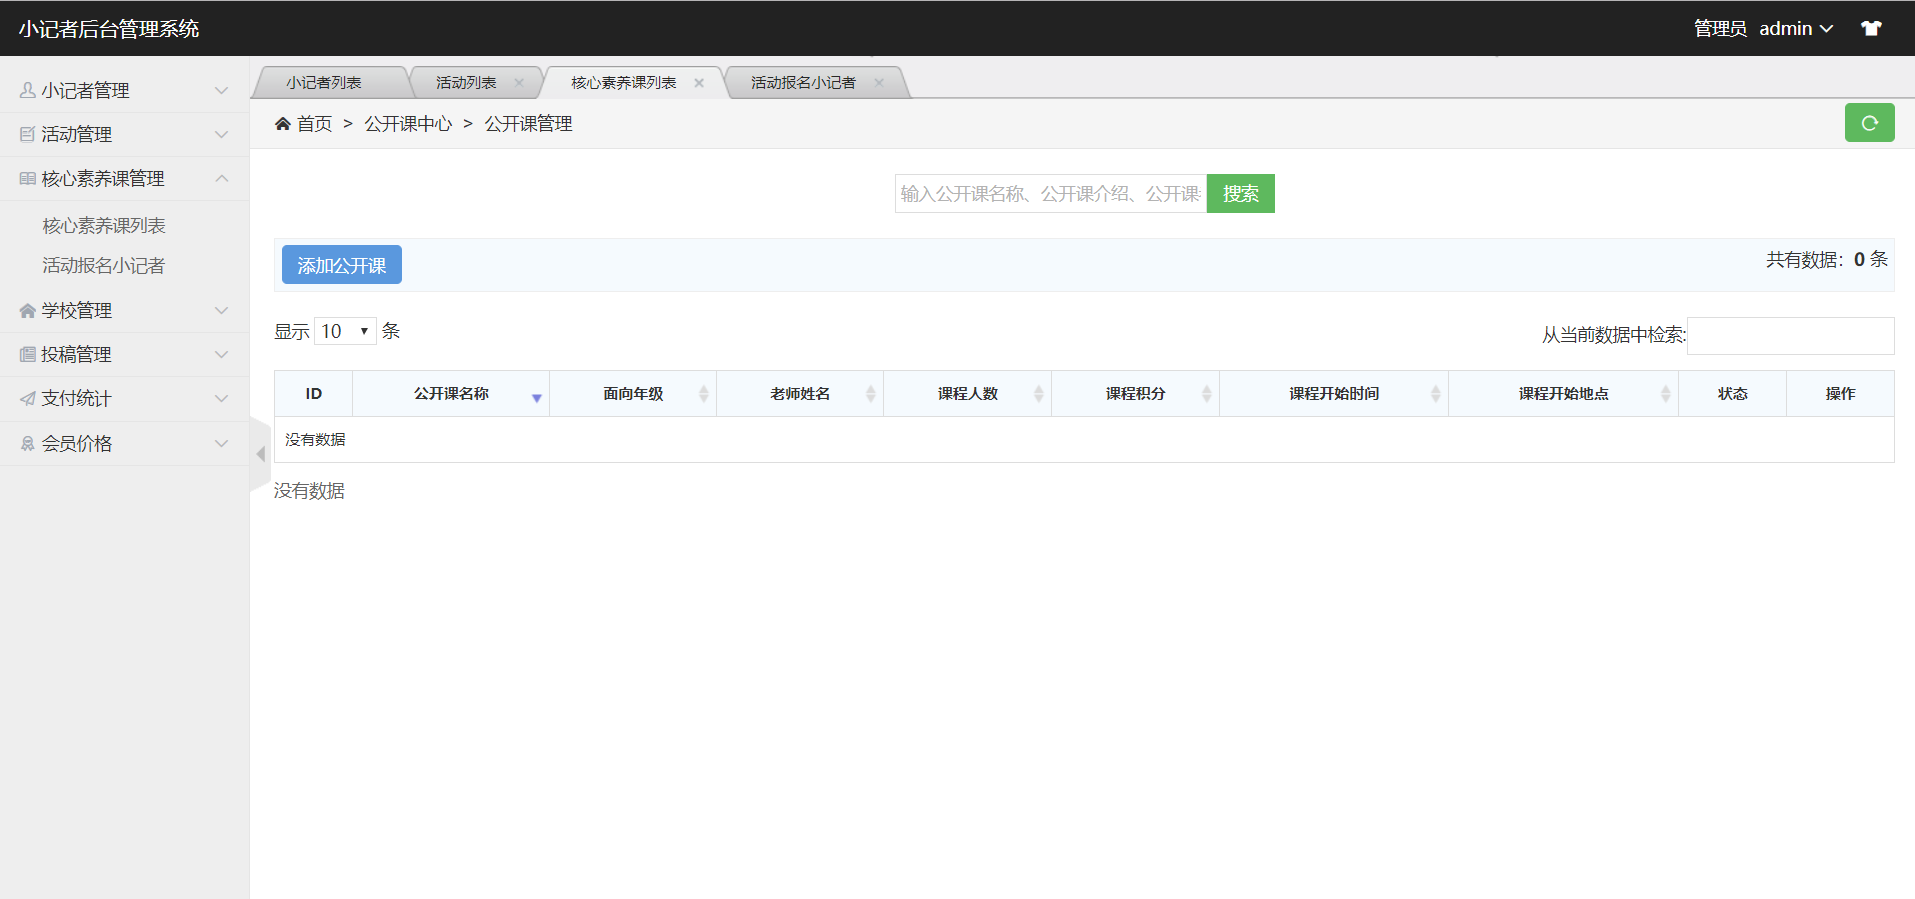 小记者后台管理系统
管理员 admin
小记者管理
活动管理
核心素养课管理
核心素养课列表
活动报名小记者
学校管理
投稿管理
支付统计
会员价格
小记者列表 活动列表 核心素养课列表 活动报名小记者
首页 > 公开课中心 > 公开课管理
输入公开课名称、公开课介绍、公开课 搜索
添加公开课 共有数据：0 条
显示 10 条 从当前数据中检索:
ID 公开课名称 面向年级 老师姓名 课程人数 课程积分 课程开始时间 课程开始地点 状态 操作
没有数据
没有数据